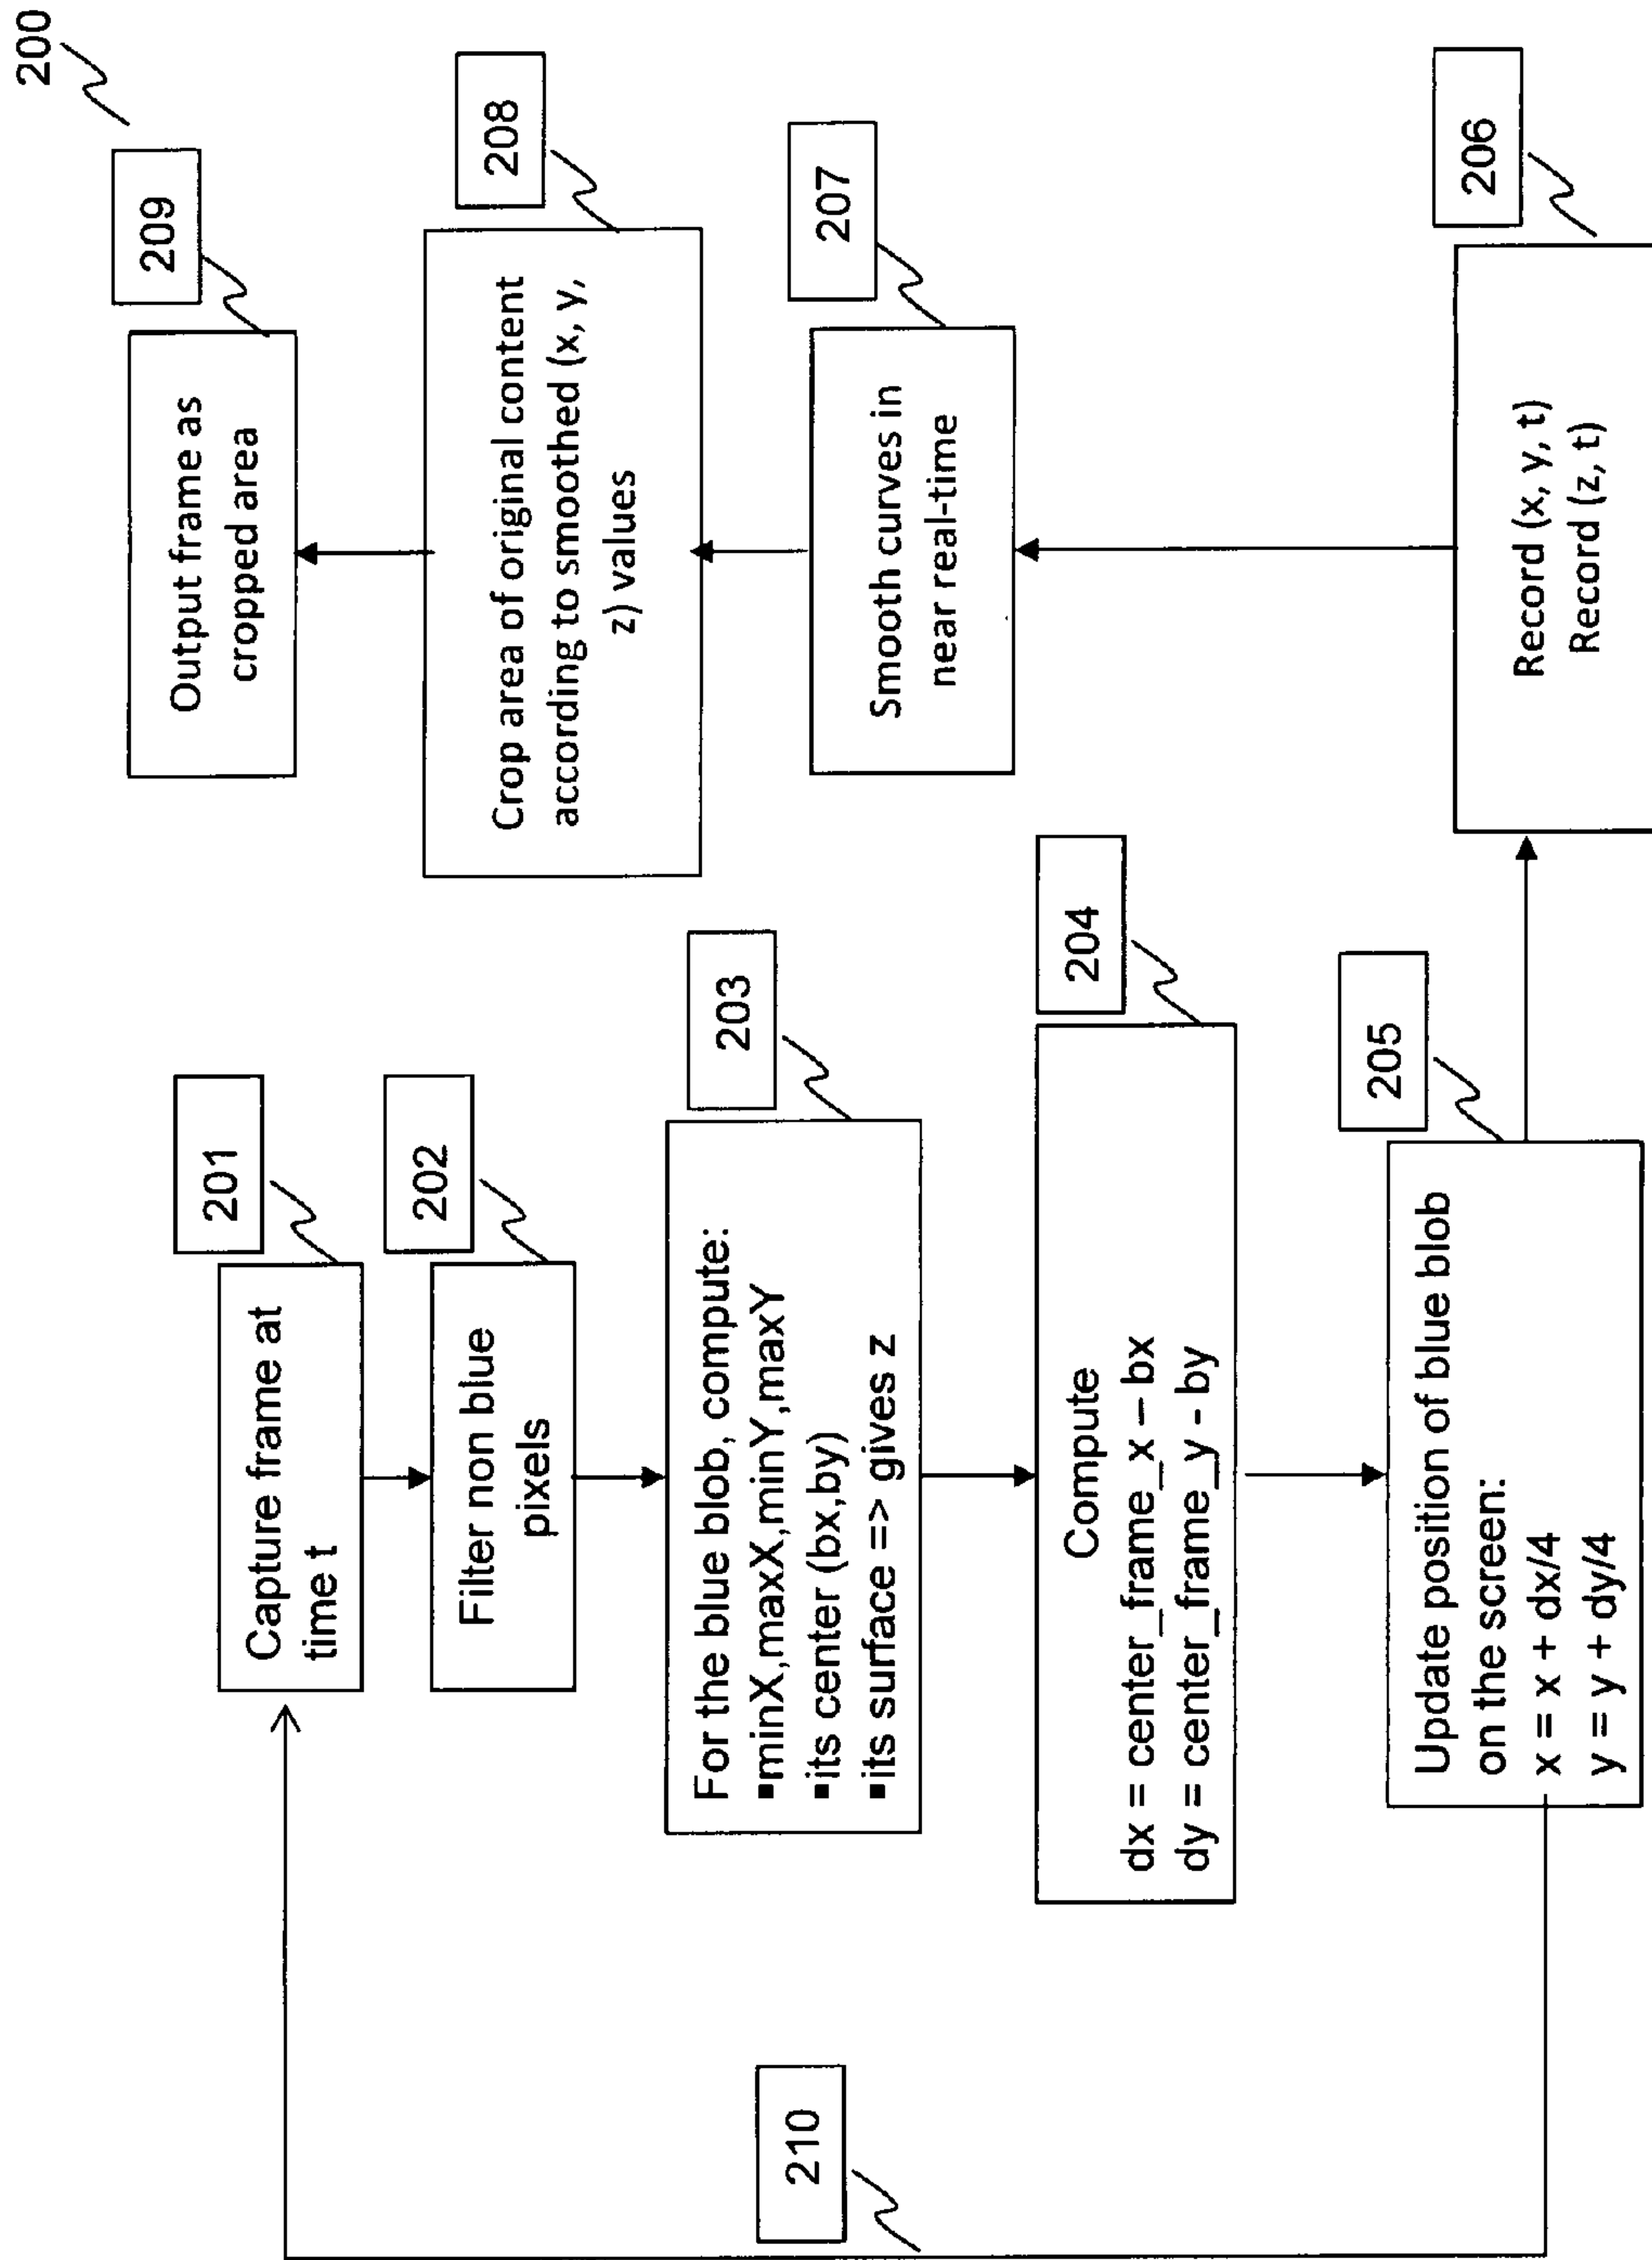 200
201
Capture frame at
time t
202
Filter non blue
pixels
203
For the blue blob, compute:
▪minX,maxX,minY,maxY
▪its center (bx,by)
▪its surface => gives z
204
Compute
dx = center_frame_x – bx
dy = center_frame_y - by
205
Update position of blue blob
on the screen:
x = x + dx/4
y = y + dy/4
210
206
Record (x, y, t)
Record (z, t)
207
Smooth curves in
near real-time
208
Crop area of original content
according to smoothed (x, y,
z) values
209
Output frame as
cropped area